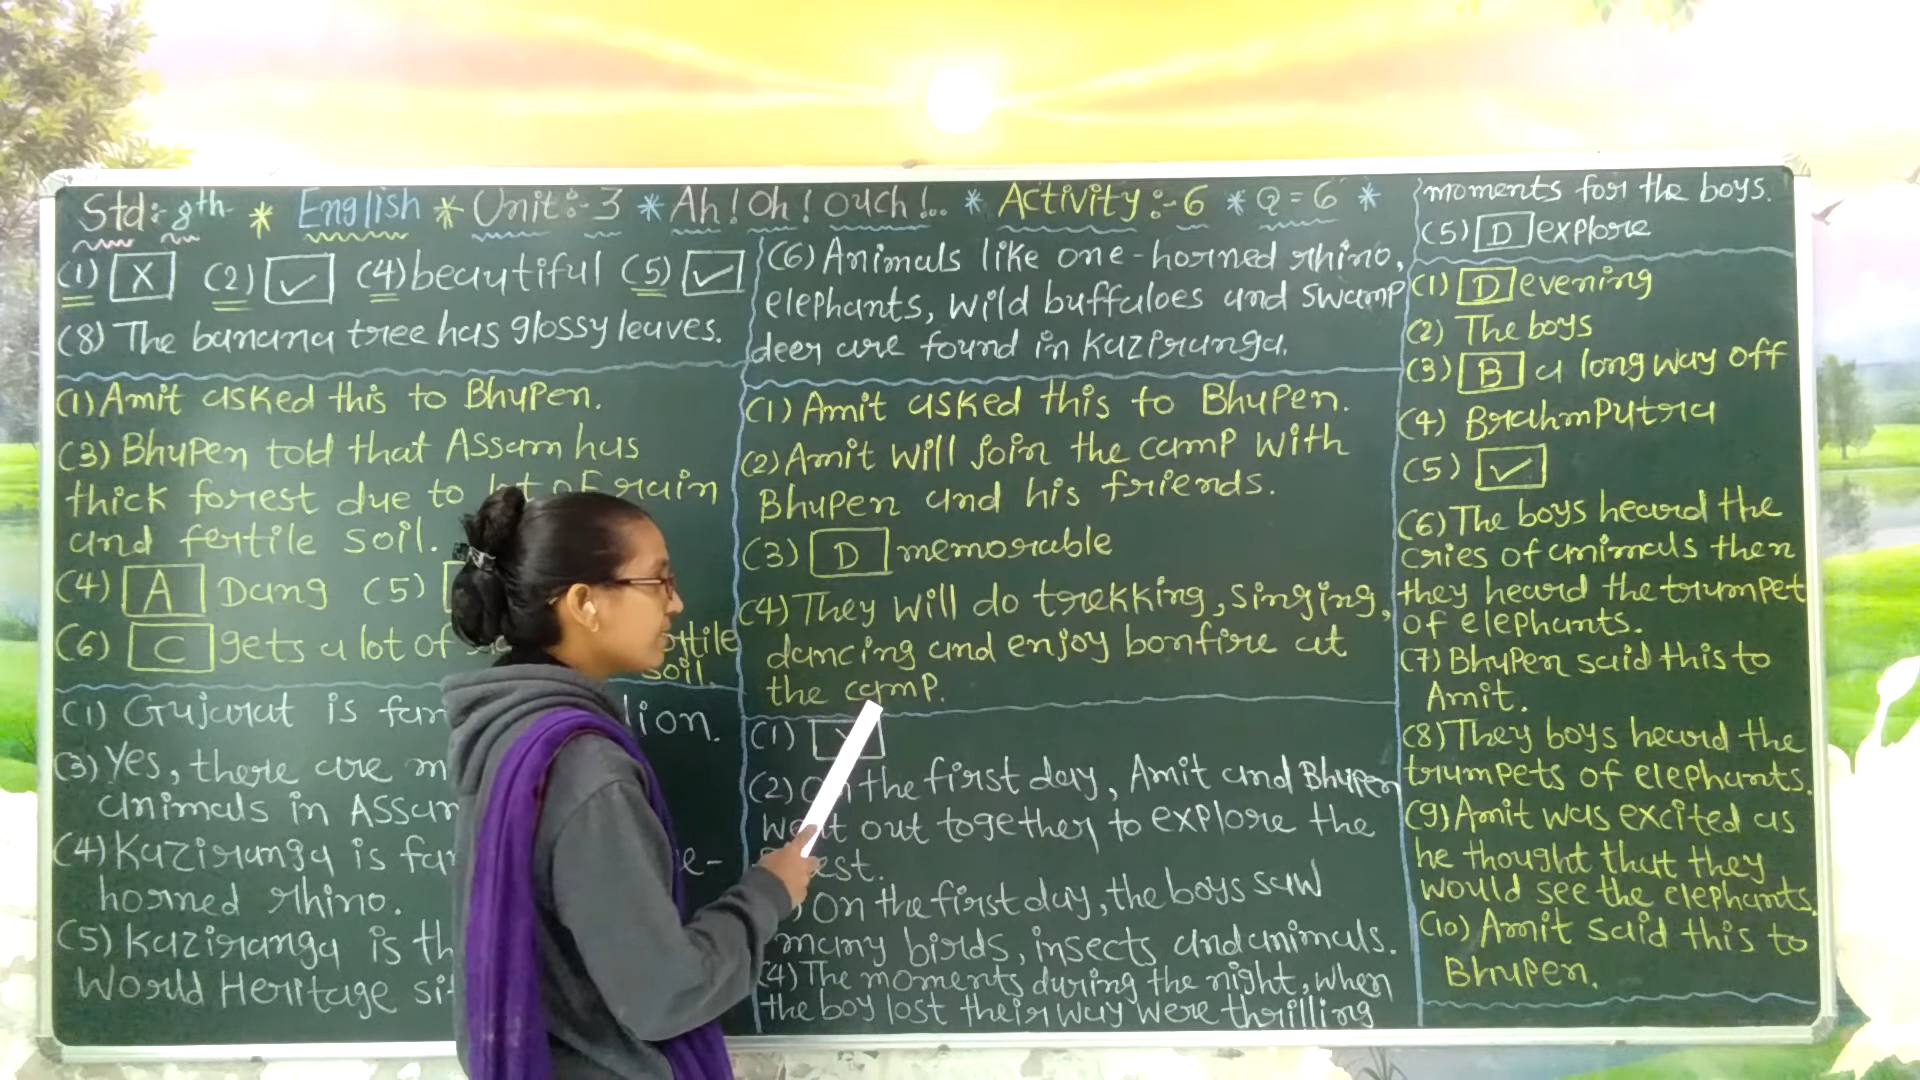 Std:- 8th * English * Unit:-3 * Ah! Oh! Ouch!... * Activity:-6 * Q=6 *
(1) X (2) ✓ (4) beautiful (5) ✓
(8) The banana tree has glossy leaves.
(1) Amit asked this to Bhupen.
(3) Bhupen told that Assam has
thick forest due to lot of rain
and fertile soil.
(4) A Dang (5)
(6) C gets a lot of
fertile
soil.
(1) Gujarat is lion.
(3) Yes, there are
animals in Assam
(4) Kaziranga is
horned rhino.
(5) Kaziranga is
World Heritage
(6) Animals like one-horned rhino,
elephants, wild buffaloes and swamp
deer are found in Kaziranga.
(1) Amit asked this to Bhupen.
(2) Amit will join the camp with
Bhupen and his friends.
(3) D memorable
(4) They will do trekking, singing,
dancing and enjoy bonfire at
the camp.
(1)
(2) On the first day, Amit and Bhupen
went out together, to explore the
On the first day, the boys saw
many birds, insects and animals.
(4) The moments during the night, when
the boy lost their way were thrilling
moments for the boys.
(5) D explore
(1) D evening
(2) The boys
(3) B a long way off
(4) Brahmputra
(5) ✓
(6) The boys heard the
cries of animals then
they heard the trumpet
of elephants.
(7) Bhupen said this to
Amit.
(8) They boys heard the
trumpets of elephants.
(9) Amit was excited as
he thought that they
would see the elephants.
(10) Amit said this to
Bhupen.